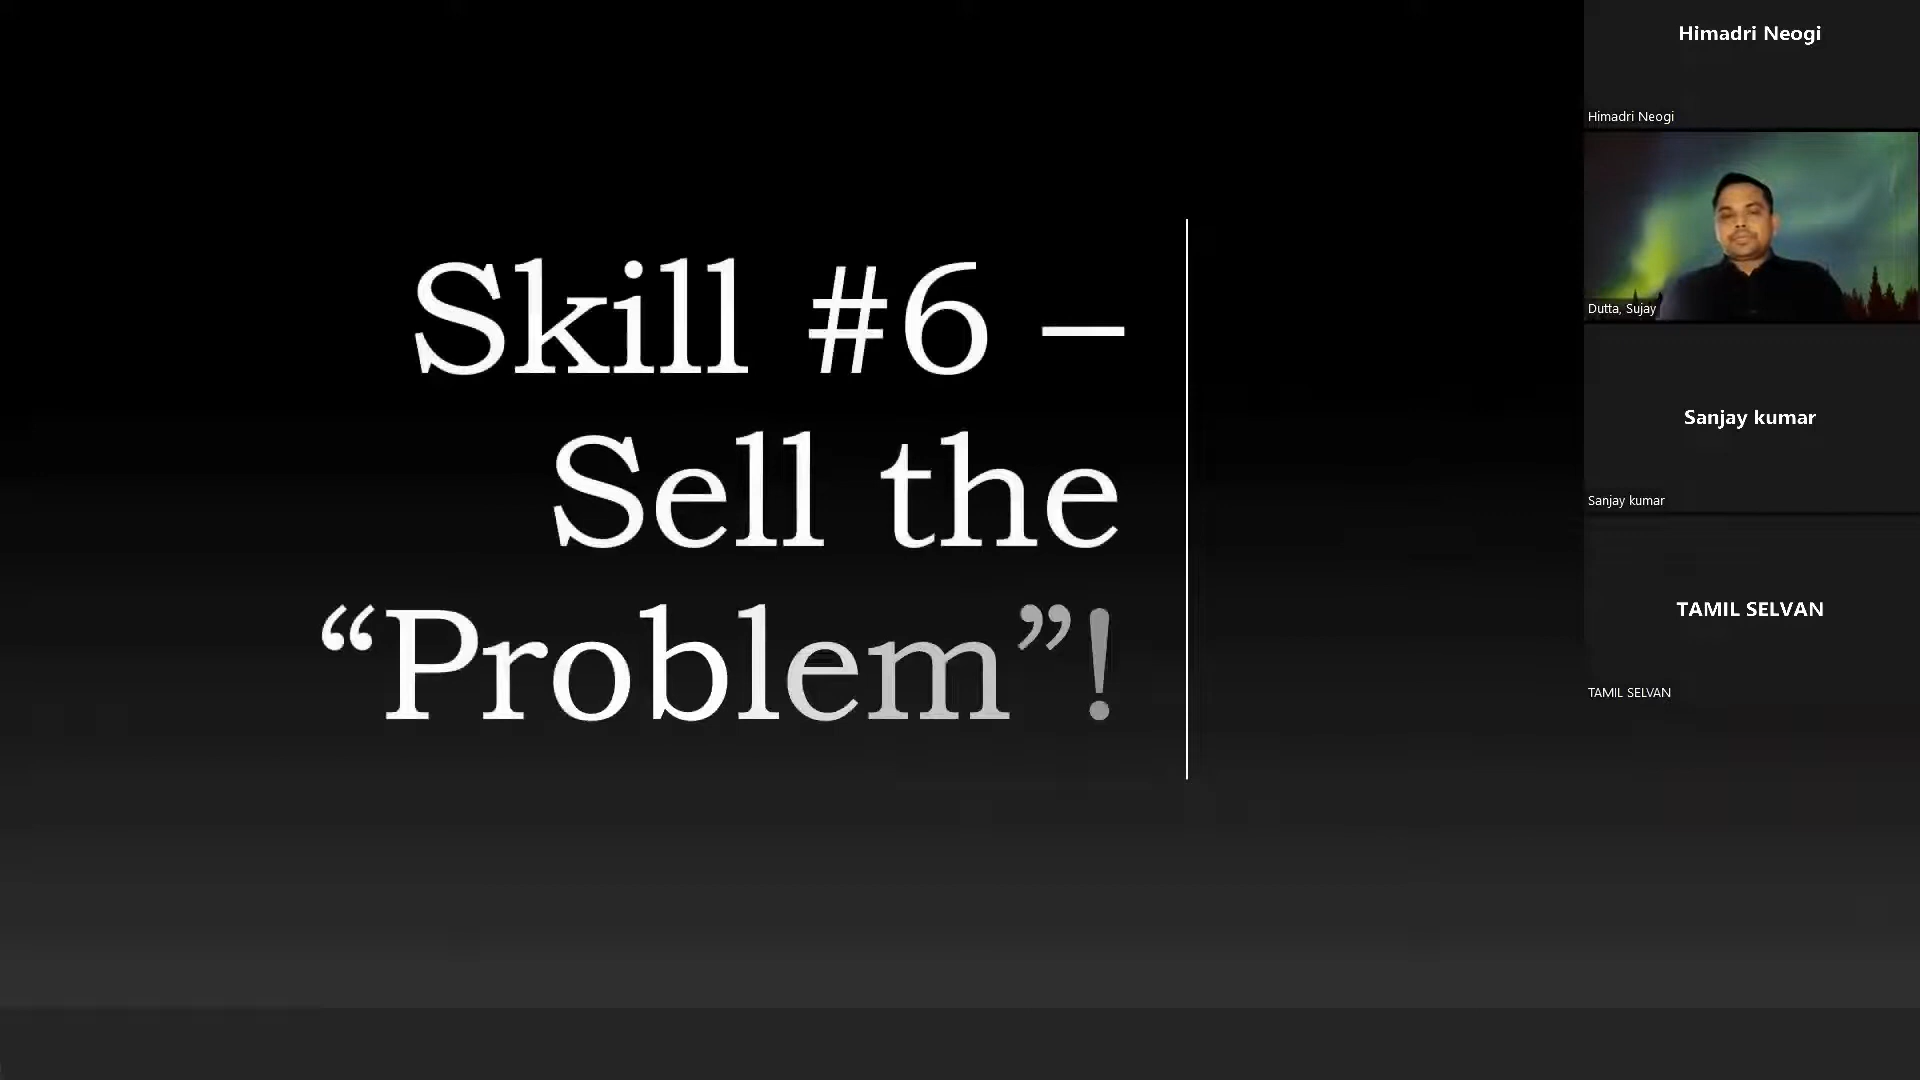 Skill #6 –
Sell the
“Problem”!
Himadri Neogi
Himadri Neogi
Dutta, Sujay
Sanjay kumar
Sanjay kumar
TAMIL SELVAN
TAMIL SELVAN